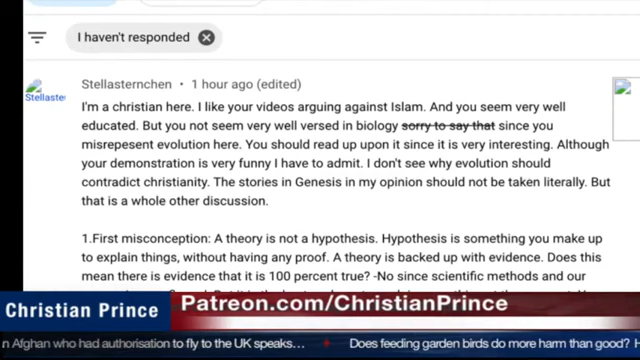 I haven't responded
Stellasternchen • 1 hour ago (edited)
Stellaste
I'm a christian here. I like your videos arguing against Islam. And you seem very well
educated. But you not seem very well versed in biology sorry to say that since you
misrepesent evolution here. You should read up upon it since it is very interesting. Although
your demonstration is very funny I have to admit. I don't see why evolution should
contradict christianity. The stories in Genesis in my opinion should not be taken literally. But
that is a whole other discussion.
1.First misconception: A theory is not a hypothesis. Hypothesis is something you make up
to explain things, without having any proof. A theory is backed up with evidence. Does this
mean there is evidence that it is 100 percent true? -No since scientific methods and our
Christian Prince
Patreon.com/ChristianPrince
n Afghan who had authorisation to fly to the UK speaks...
Does feeding garden birds do more harm than good?